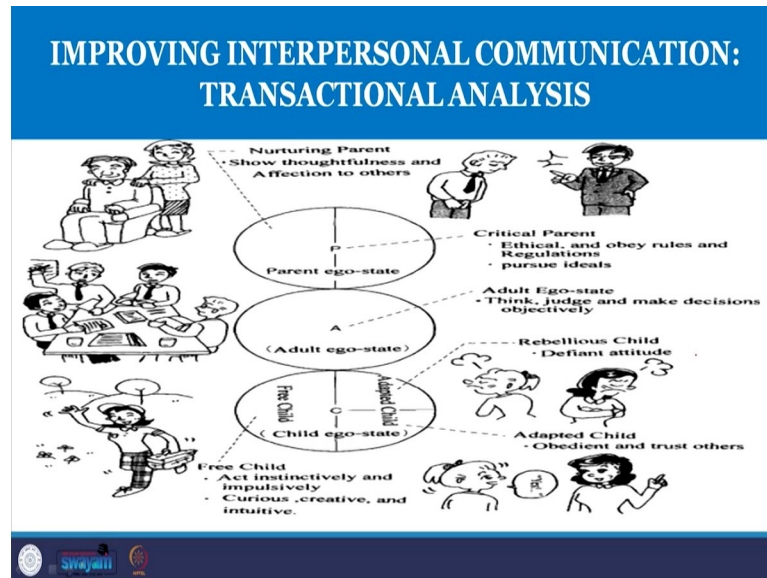 IMPROVING INTERPERSONAL COMMUNICATION:
TRANSACTIONAL ANALYSIS
Nurturing Parent
· Show thoughtfulness and
Affection to others
P
Parent ego-state
Critical Parent
· Ethical, and obey rules and
Regulations
· pursue ideals
Adult Ego-state
· Think, judge and make decisions
objectively
A
(Adult ego-state)
Rebellious Child
· Defiant attitude
Free Child
Adapted Child
C
(Child ego-state)
Adapted Child
· Obedient and trust others
Free Child
· Act instinctively and
impulsively
· Curious ,creative, and
intuitive.
"Yes."
swayam